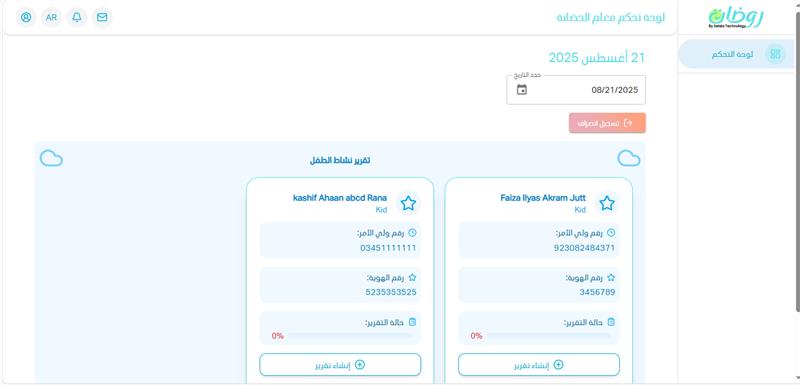 روضان
By Deleta Technology
لوحة التحكم
لوحة تحكم معلم الحضانة
AR
21 أغسطس 2025
حدد التاريخ
08/21/2025
تسجيل انصراف
تقرير نشاط الطفل
Faiza Ilyas Akram Jutt
Kid
رقم ولي الأمر:
923082484371
رقم الهوية:
3456789
حالة التقرير:
0%
إنشاء تقرير
kashif Ahaan abcd Rana
Kid
رقم ولي الأمر:
03451111111
رقم الهوية:
5235353525
حالة التقرير:
0%
إنشاء تقرير